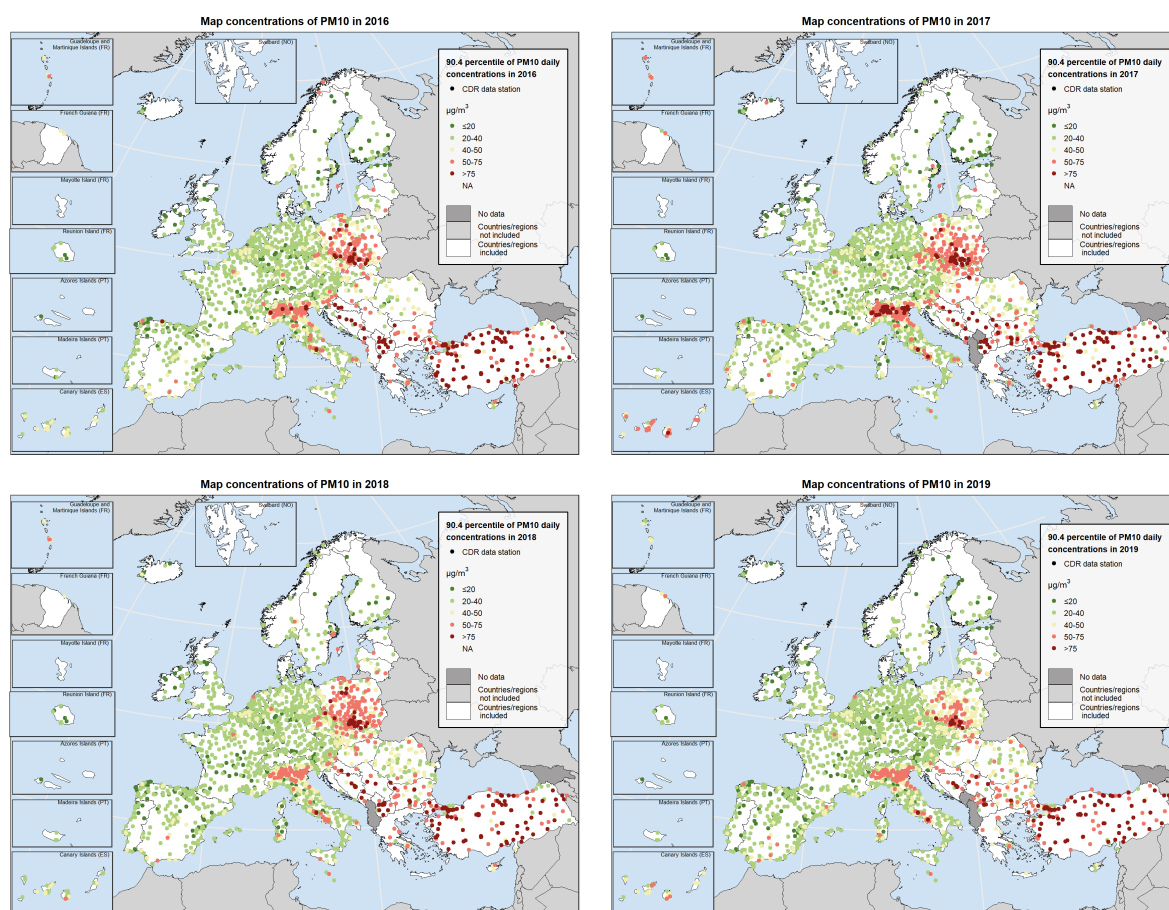 Map concentrations of PM10 in 2016
Guadeloupe and
Martinique Islands (FR)
French Guiana (FR)
Mayotte Island (FR)
Reunion Island (FR)
Azores Islands (PT)
Madeira Islands (PT)
Canary Islands (ES)
Svalbard (NO)
90.4 percentile of PM10 daily
concentrations in 2016
CDR data station
µg/m³
≤20
20-40
40-50
50-75
>75
NA
No data
Countries/regions
not included
Countries/regions
included
Map concentrations of PM10 in 2017
Guadeloupe and
Martinique Islands (FR)
French Guiana (FR)
Mayotte Island (FR)
Reunion Island (FR)
Azores Islands (PT)
Madeira Islands (PT)
Canary Islands (ES)
Svalbard (NO)
90.4 percentile of PM10 daily
concentrations in 2017
CDR data station
µg/m³
≤20
20-40
40-50
50-75
>75
NA
No data
Countries/regions
not included
Countries/regions
included
Map concentrations of PM10 in 2018
Guadeloupe and
Martinique Islands (FR)
French Guiana (FR)
Mayotte Island (FR)
Reunion Island (FR)
Azores Islands (PT)
Madeira Islands (PT)
Canary Islands (ES)
Svalbard (NO)
90.4 percentile of PM10 daily
concentrations in 2018
CDR data station
µg/m³
≤20
20-40
40-50
50-75
>75
NA
No data
Countries/regions
not included
Countries/regions
included
Map concentrations of PM10 in 2019
Guadeloupe and
Martinique Islands (FR)
French Guiana (FR)
Mayotte Island (FR)
Reunion Island (FR)
Azores Islands (PT)
Madeira Islands (PT)
Canary Islands (ES)
Svalbard (NO)
90.4 percentile of PM10 daily
concentrations in 2019
CDR data station
µg/m³
≤20
20-40
40-50
50-75
>75
No data
Countries/regions
not included
Countries/regions
included